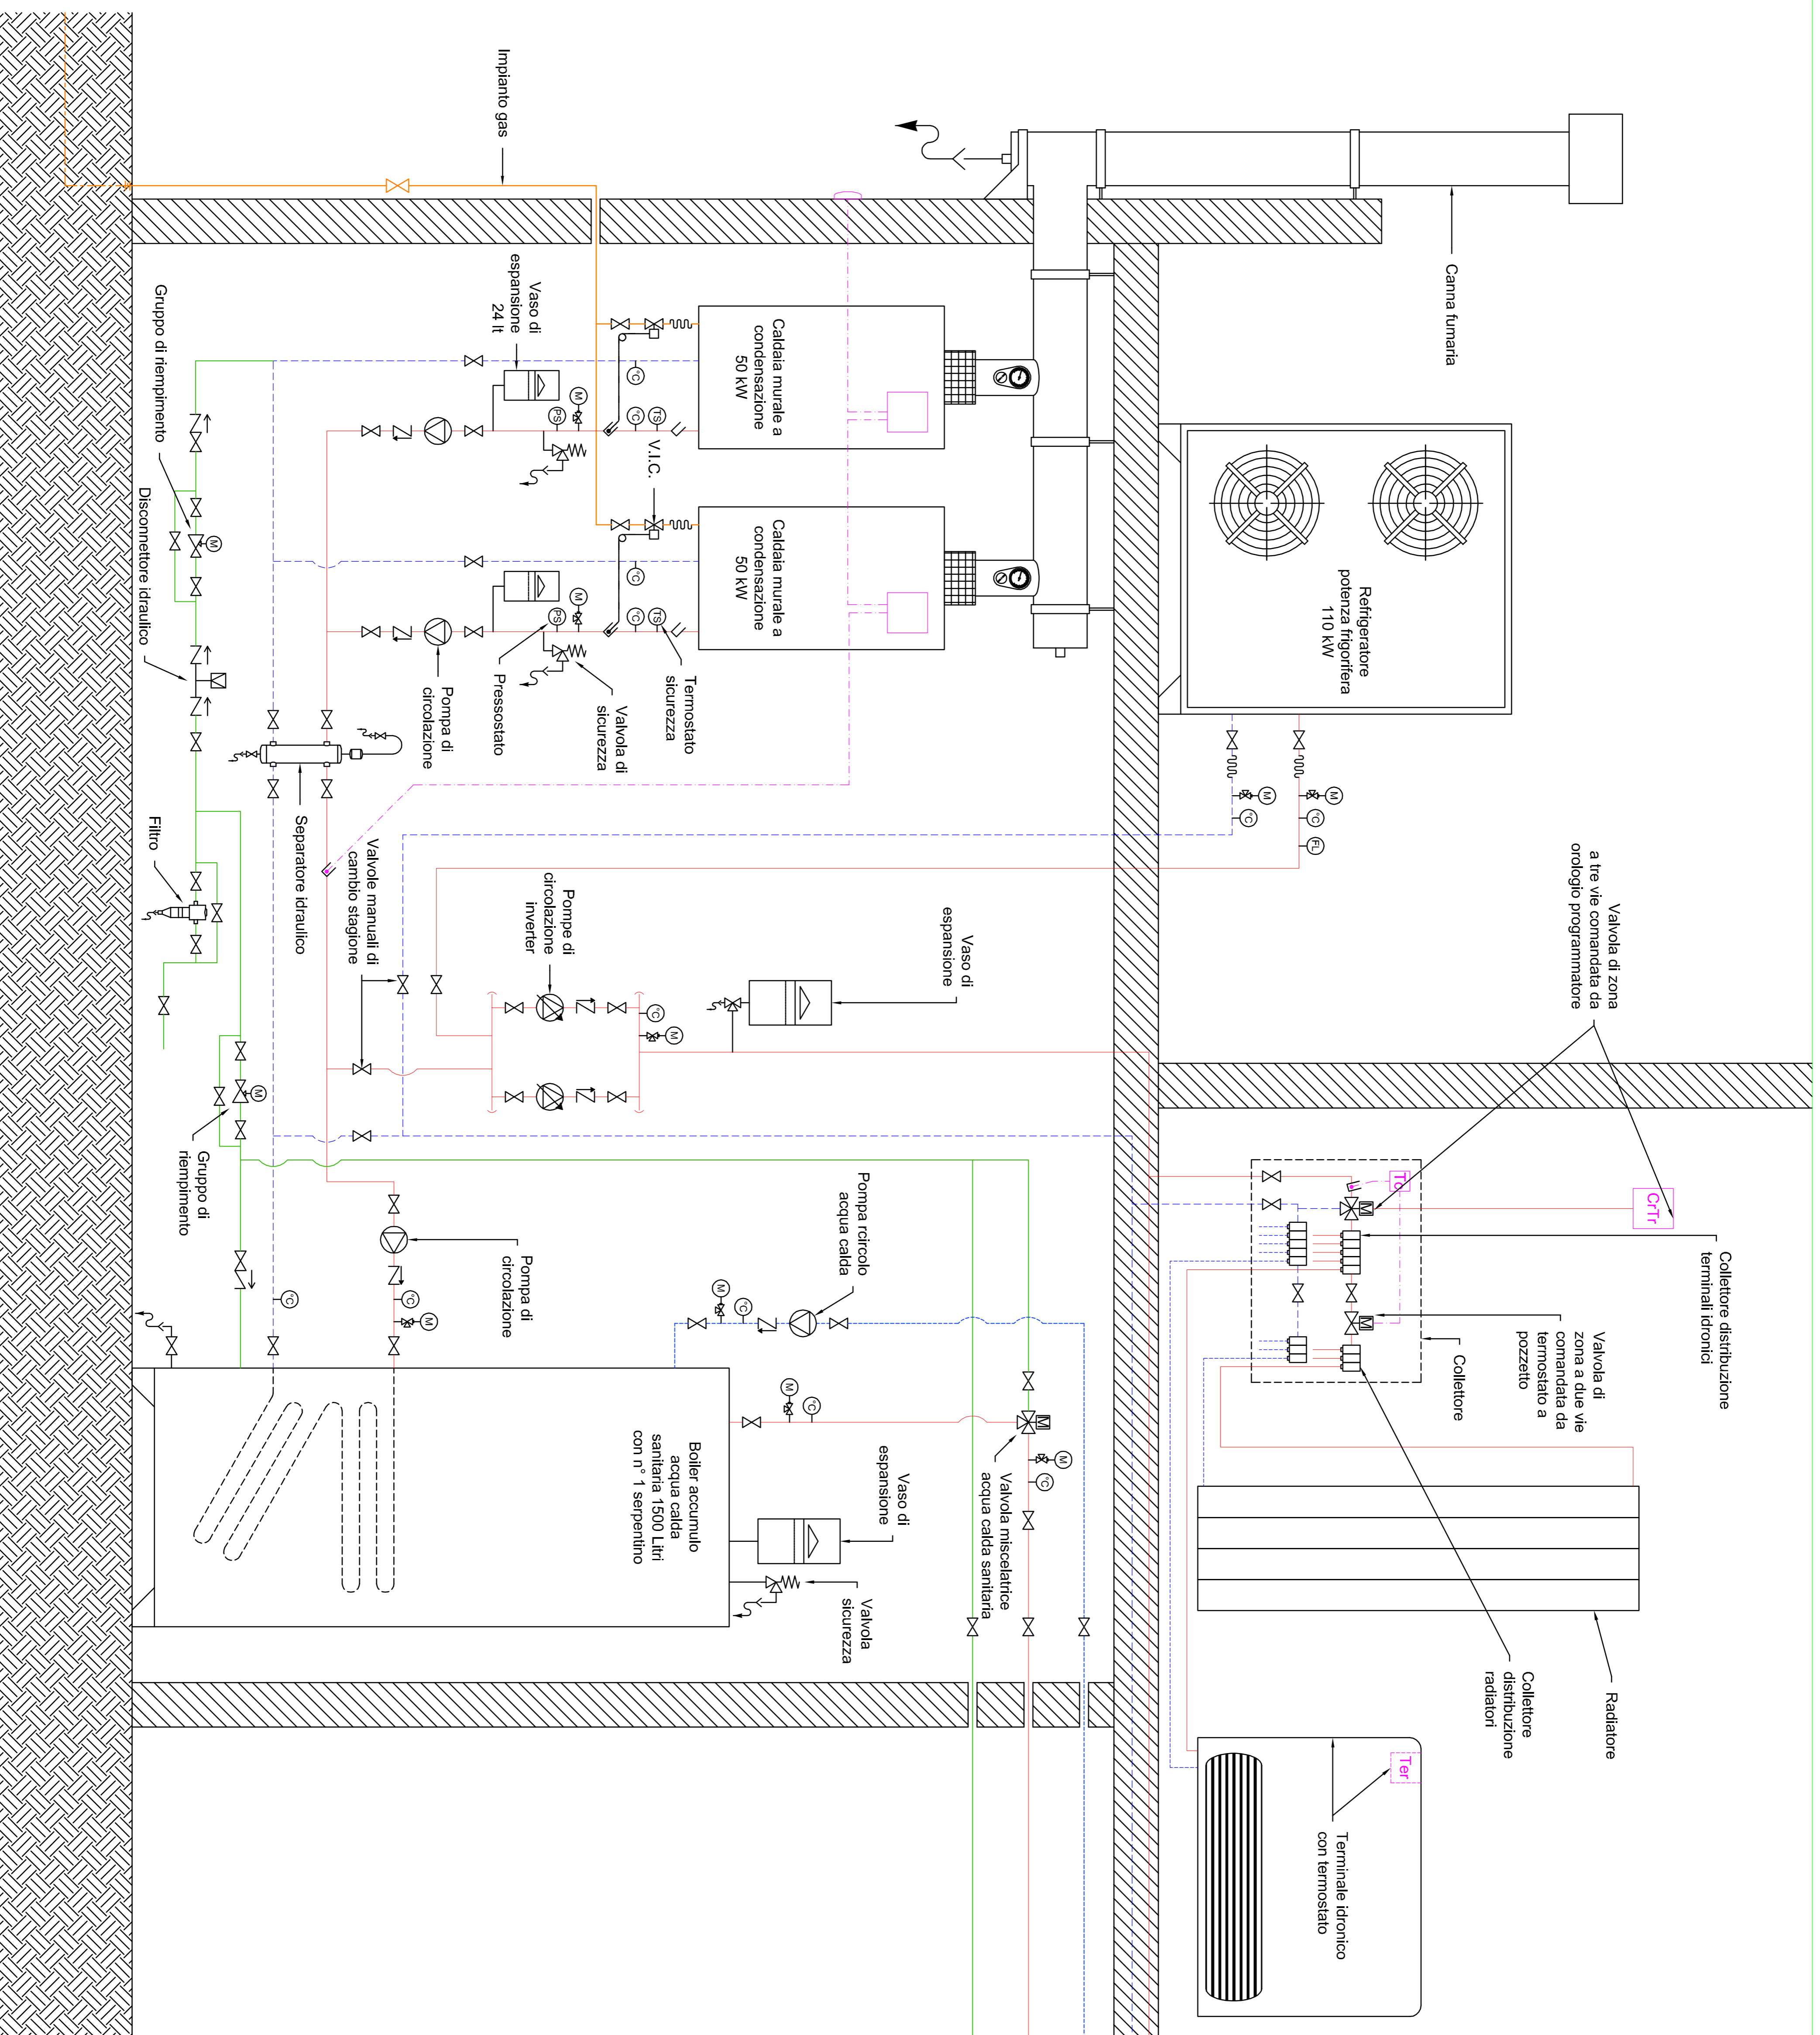 Impianto gas
Canna fumaria
Caldaia murale a
condensazione
50 kW
Caldaia murale a
condensazione
50 kW
Refrigeratore
potenza frigorifera
110 kW
Vaso di
espansione
24 lt
Gruppo di riempimento
Disconnettore idraulico
V.I.C.
Termostato
sicurezza
Valvola di
sicurezza
Pressostato
Pompa di
circolazione
Separatore idraulico
Filtro
Valvole manuali di
cambio stagione
Pompe di
circolazione
inverter
Vaso di
espansione
Valvola di zona
a tre vie comandata da
orologio programmatore
Gruppo di
riempimento
Pompa di
circolazione
Pompa rcircolo
acqua calda
Boiler accumulo
acqua calda
sanitaria 1500 Litri
con n° 1 serpentino
Vaso di
espansione
Valvola
sicurezza
Valvola miscelatrice
acqua calda sanitaria
Collettore distribuzione
terminali idronici
Valvola di
zona a due vie
comandata da
termostato a
pozzetto
Collettore
Collettore
distribuzione
radiatori
Radiatore
Terminale idronico
con termostato
CrTr
Tc
Ter
°C
°C
°C
°C
°C
°C
°C
°C
°C
°C
°C
°C
TS
TS
PS
PS
FL
M
M
M
M
M
M
M
M
M
M
M
M
M
M